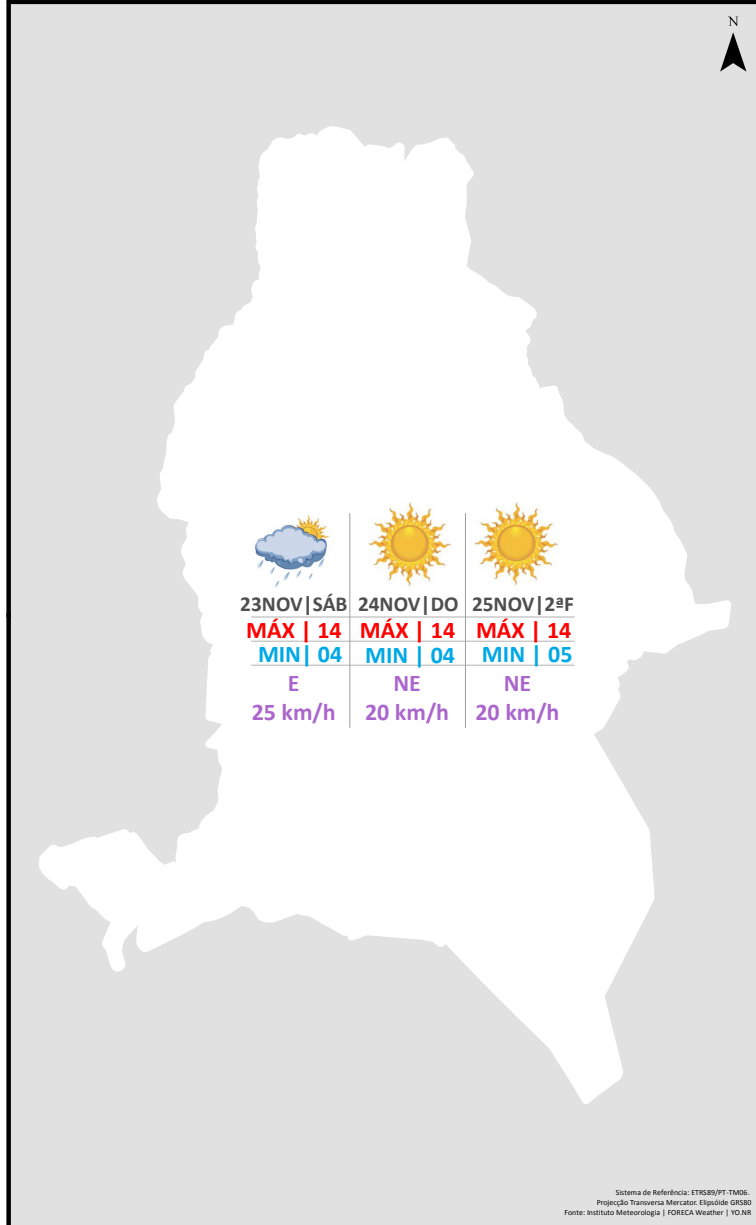 N
23NOV|SÁB 24NOV|DO 25NOV|2ªF
MÁX | 14 MÁX | 14 MÁX | 14
MIN | 04 MIN | 04 MIN | 05
E NE NE
25 km/h 20 km/h 20 km/h
Sistema de Referência: ETRS89/PT-TM06.
Projecção Transversa Mercator. Elipsóide GRS80
Fonte: Instituto Meteorologia | FORECA Weather | YO.NR